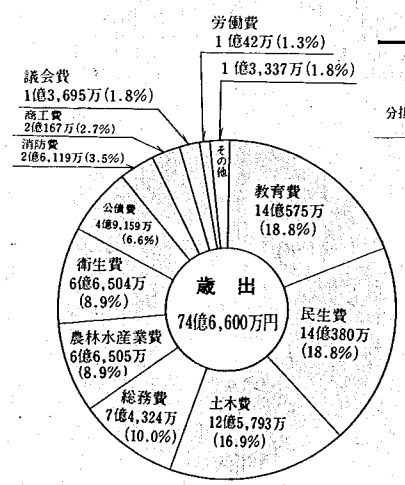 労働費
1億42万(1.3%)
1億3,337万(1.8%)
議会費
1億3,695万(1.8%)
商工費
2億167万(2.7%)
消防費
2億6,119万(3.5%)
その他
分担
教育費
14億575万
(18.8%)
公債費
4億9,159万
(6.6%)
衛生費
6億6,504万
(8.9%)
歳出
74億6,600万円
民生費
14億380万
(18.8%)
農林水産業費
6億6,505万
(8.9%)
総務費
7億4,324万
(10.0%)
土木費
12億5,793万
(16.9%)